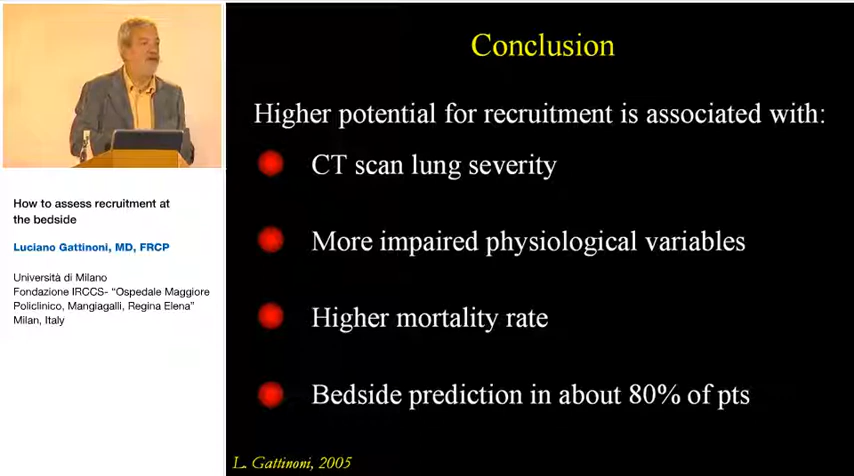 Conclusion
Higher potential for recruitment is associated with:
CT scan lung severity
More impaired physiological variables
Higher mortality rate
Bedside prediction in about 80% of pts
L. Gattinoni, 2005
How to assess recruitment at
the bedside
Luciano Gattinoni, MD, FRCP
Università di Milano
Fondazione IRCCS- “Ospedale Maggiore
Policlinico, Mangiagalli, Regina Elena”
Milan, Italy